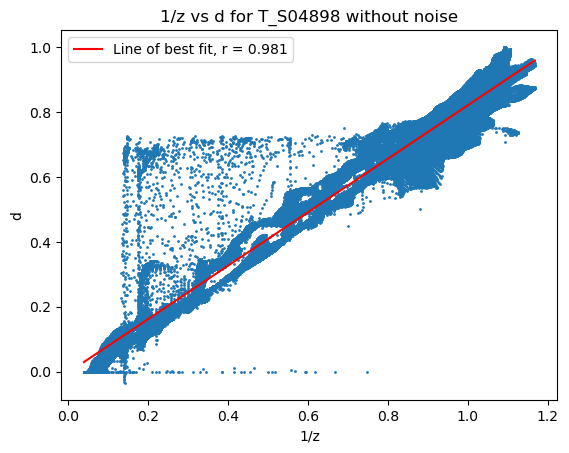 1/z vs d for T_S04898 without noise
Line of best fit, r = 0.981
1.0
0.8
0.6
0.4
0.2
0.0
d
0.0 0.2 0.4 0.6 0.8 1.0 1.2
1/z